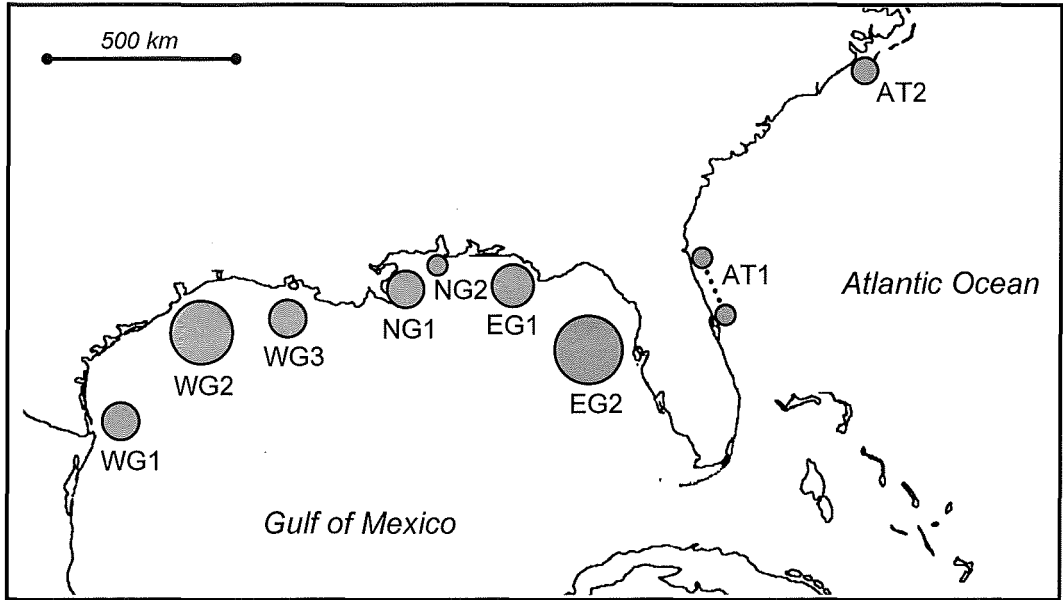 500 km
AT2
AT1
Atlantic Ocean
NG2
NG1
EG1
WG3
WG2
EG2
WG1
Gulf of Mexico